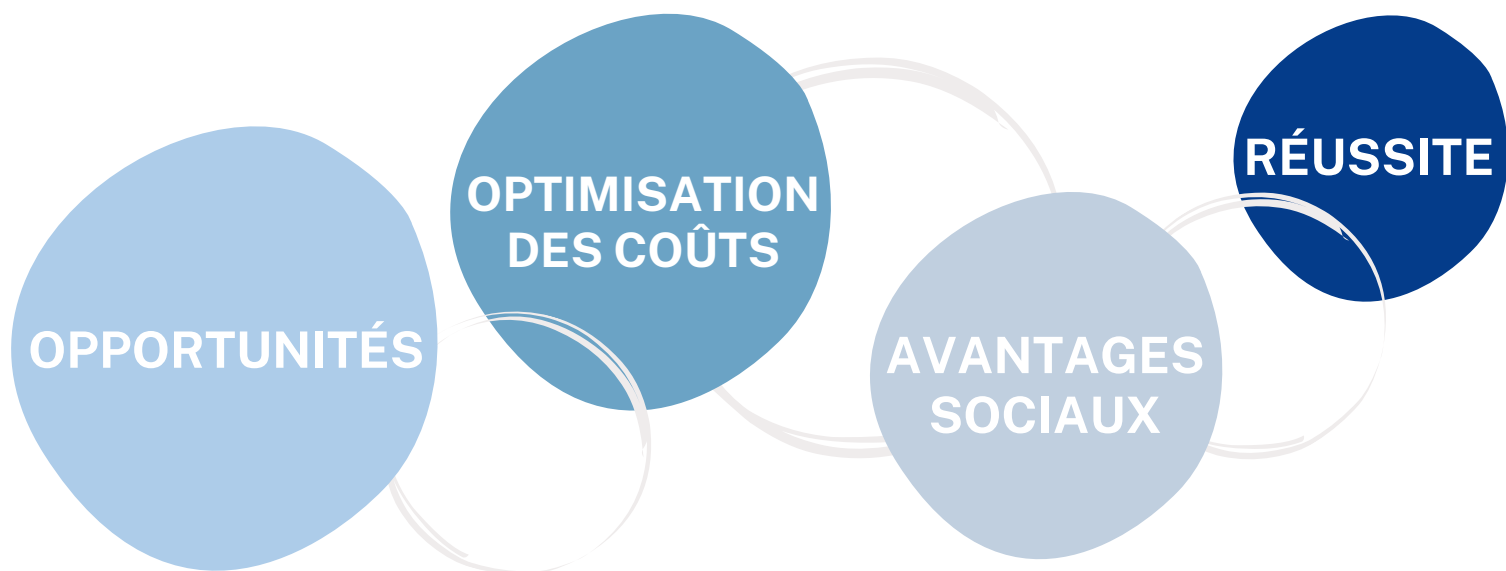 OPPORTUNITÉS
OPTIMISATION
DES COÛTS
AVANTAGES
SOCIAUX
RÉUSSITE